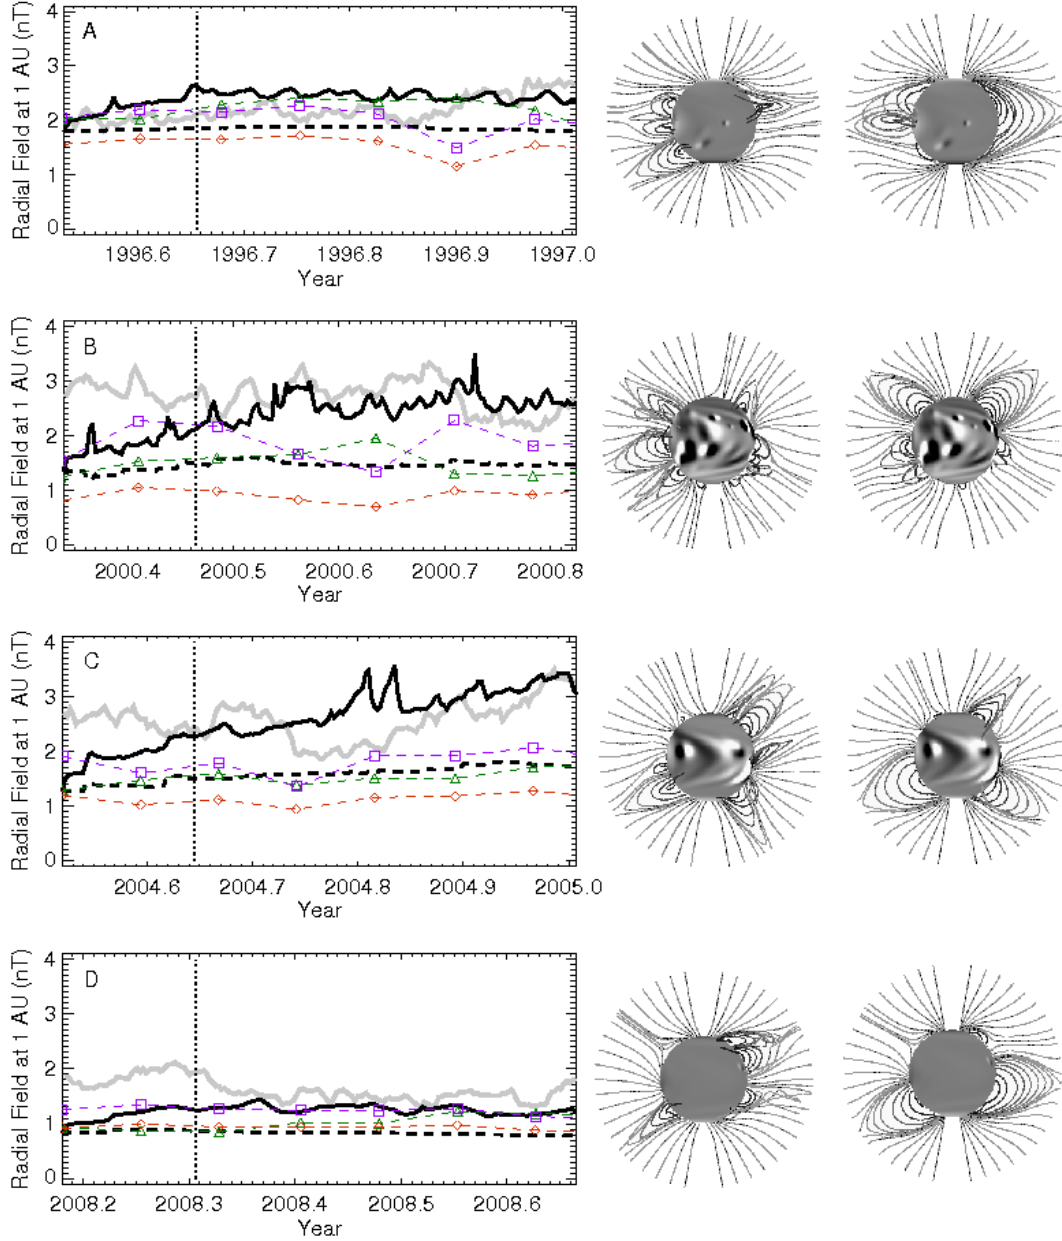 Radial Field at 1 AU (nT)
A
4
3
2
1
0
1996.6 1996.7 1996.8 1996.9 1997.0
Year
Radial Field at 1 AU (nT)
B
4
3
2
1
0
2000.4 2000.5 2000.6 2000.7 2000.8
Year
Radial Field at 1 AU (nT)
C
4
3
2
1
0
2004.6 2004.7 2004.8 2004.9 2005.0
Year
Radial Field at 1 AU (nT)
D
4
3
2
1
0
2008.2 2008.3 2008.4 2008.5 2008.6
Year